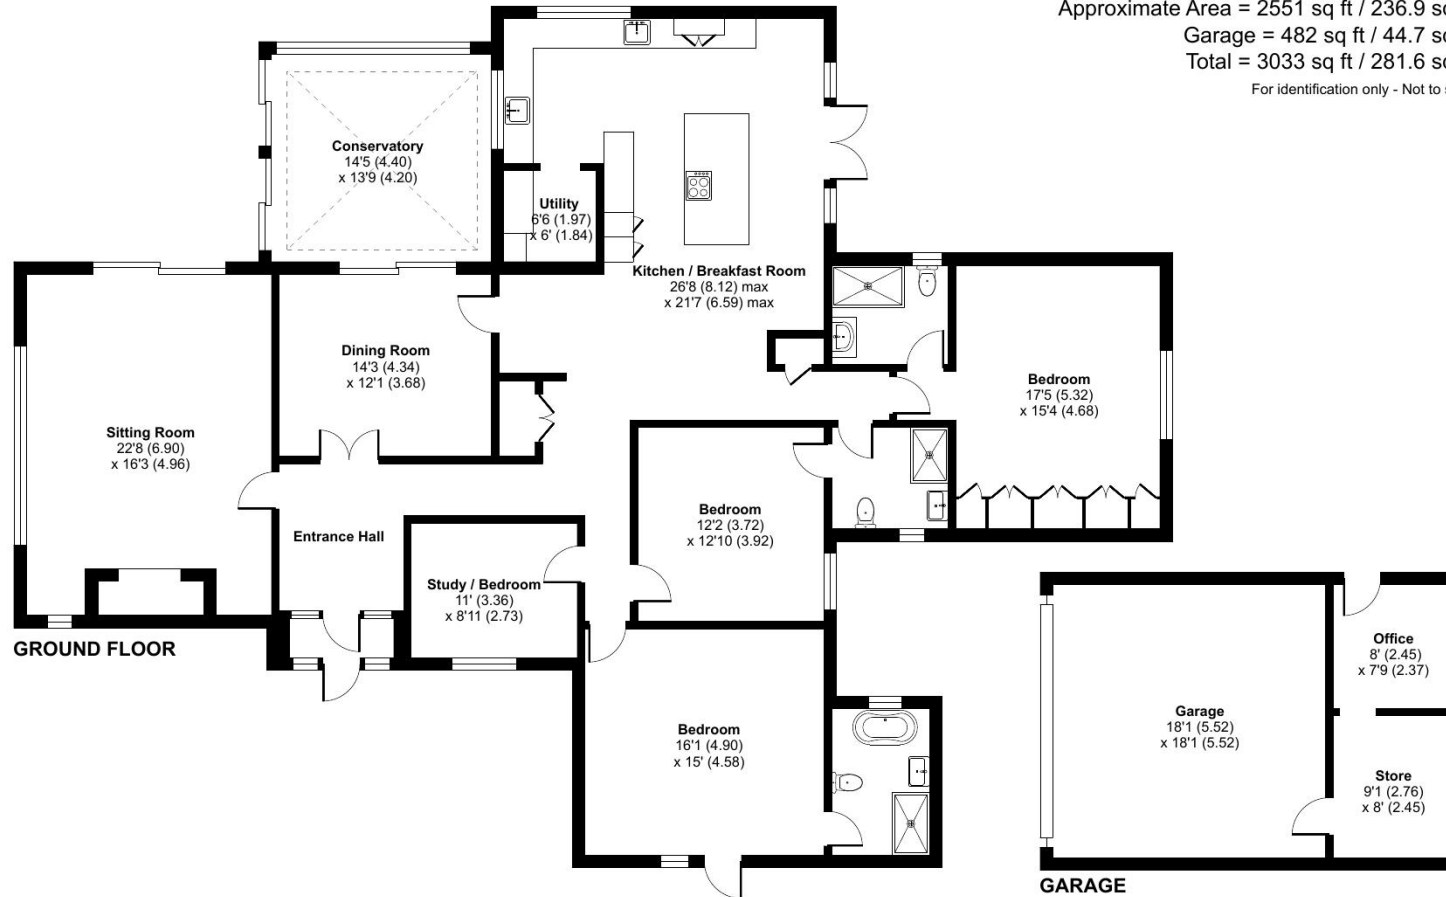 Approximate Area = 2551 sq ft / 236.9 sq
Garage = 482 sq ft / 44.7 sq
Total = 3033 sq ft / 281.6 sq
For identification only - Not to
Conservatory
14'5 (4.40)
x 13'9 (4.20)
Utility
6'6 (1.97)
x 6' (1.84)
Kitchen / Breakfast Room
26'8 (8.12) max
x 21'7 (6.59) max
Dining Room
14'3 (4.34)
x 12'1 (3.68)
Bedroom
17'5 (5.32)
x 15'4 (4.68)
Sitting Room
22'8 (6.90)
x 16'3 (4.96)
Bedroom
12'2 (3.72)
x 12'10 (3.92)
Entrance Hall
Study / Bedroom
11' (3.36)
x 8'11 (2.73)
GROUND FLOOR
Bedroom
16'1 (4.90)
x 15' (4.58)
Office
8' (2.45)
x 7'9 (2.37)
Garage
18'1 (5.52)
x 18'1 (5.52)
Store
9'1 (2.76)
x 8' (2.45)
GARAGE